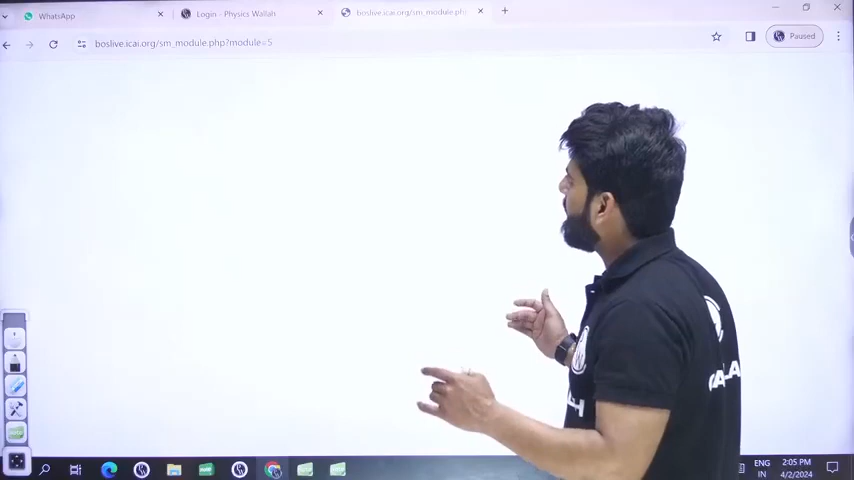 WhatsApp
Login - Physics Wallah
boslive.icai.org/sm_module.php
boslive.icai.org/sm_module.php?module=5
Paused
ENG
IN
2:05 PM
4/2/2024